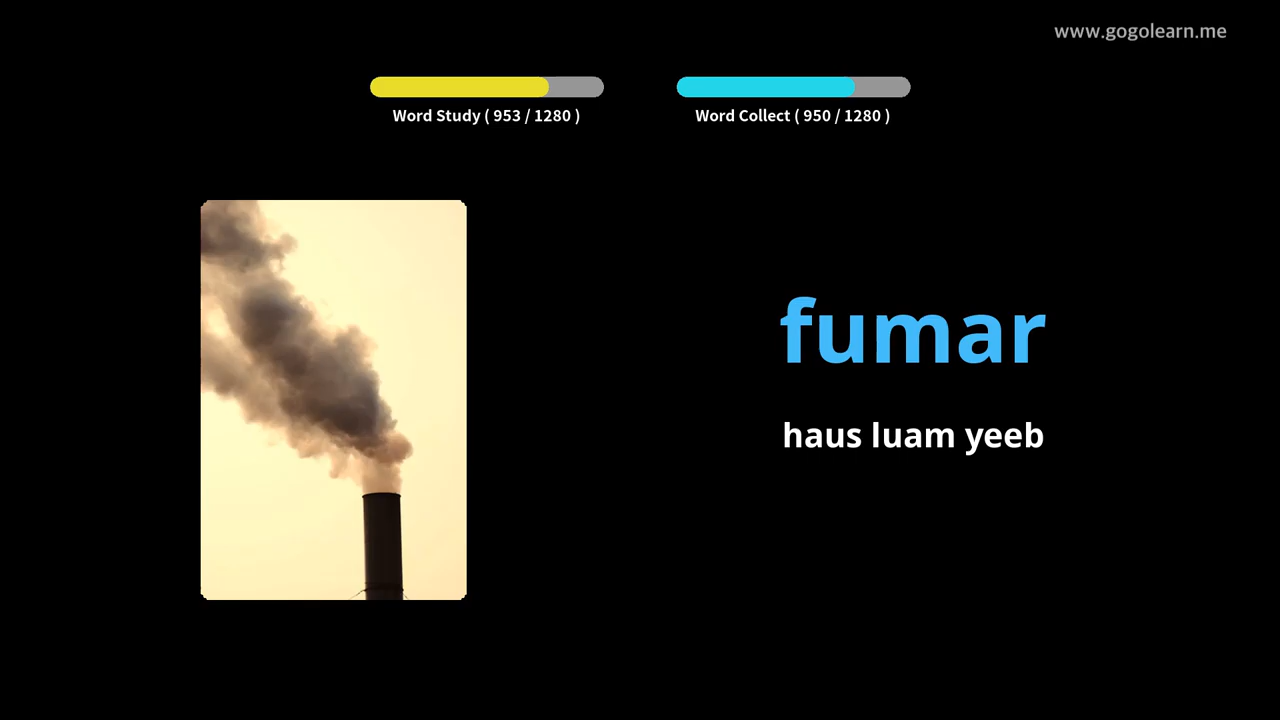 www.gogolearn.me
Word Study ( 953 / 1280 )
Word Collect ( 950 / 1280 )
fumar
haus luam yeeb